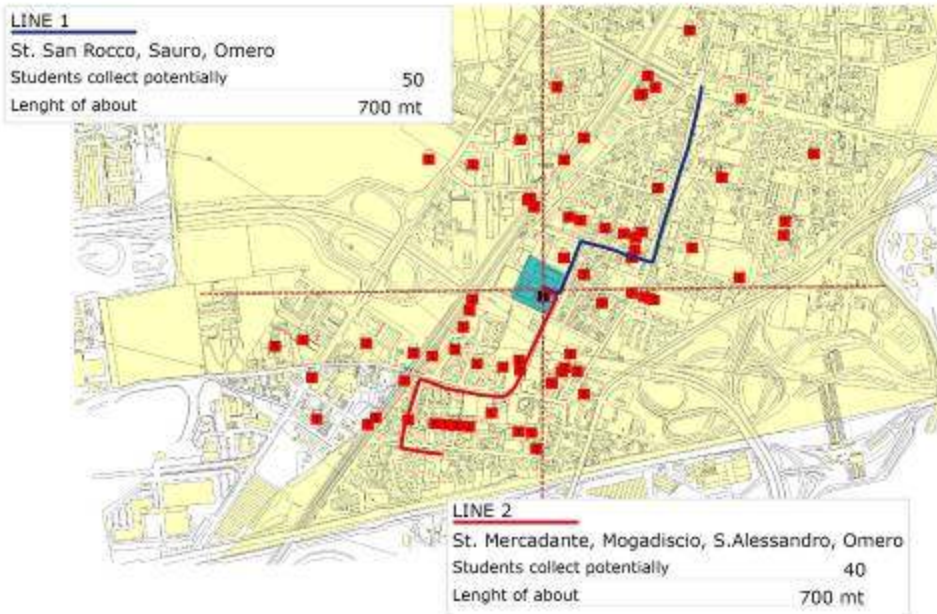 LINE 1
St. San Rocco, Sauro, Omero
Students collect potentially 50
Lenght of about 700 mt
LINE 2
St. Mercadante, Mogadiscio, S.Alessandro, Omero
Students collect potentially 40
Lenght of about 700 mt